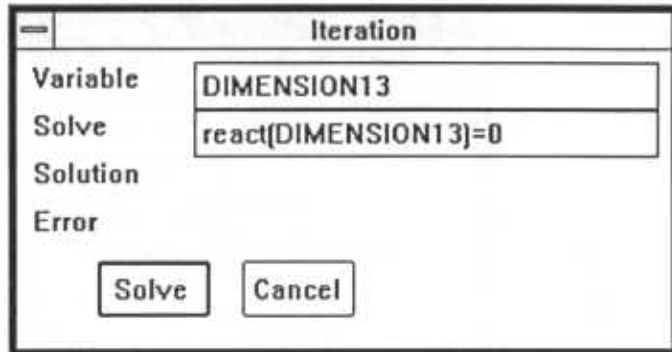 Iteration
Variable DIMENSION13
Solve react(DIMENSION13)=0
Solution
Error
Solve Cancel